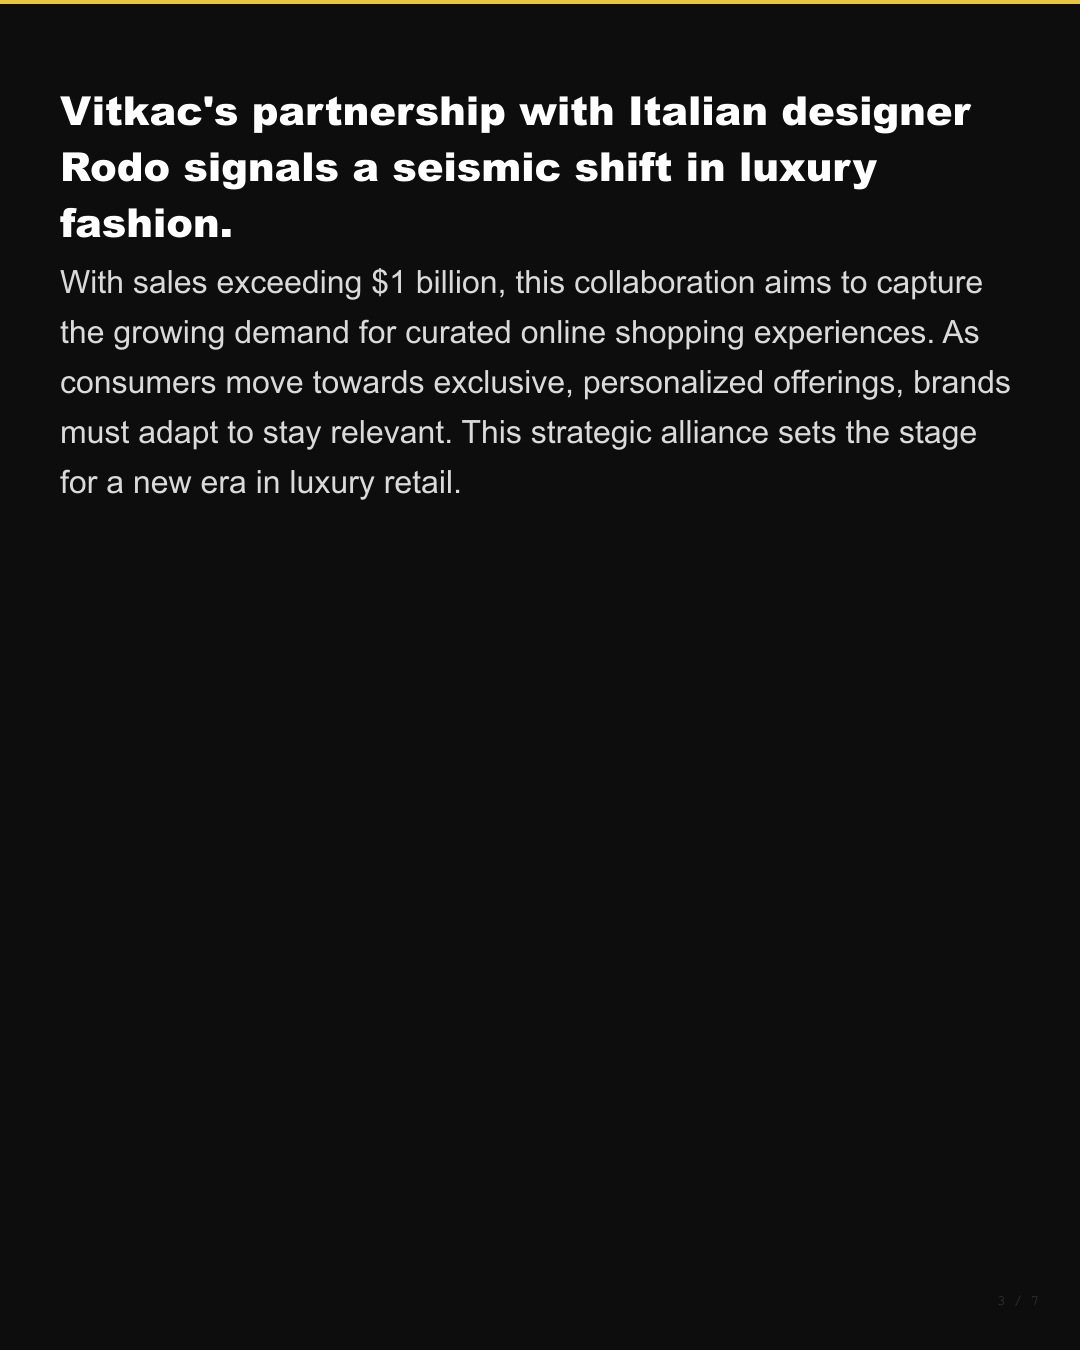 Vitkac's partnership with Italian designer
Rodo signals a seismic shift in luxury
fashion.
With sales exceeding $1 billion, this collaboration aims to capture
the growing demand for curated online shopping experiences. As
consumers move towards exclusive, personalized offerings, brands
must adapt to stay relevant. This strategic alliance sets the stage
for a new era in luxury retail.
3 / 7